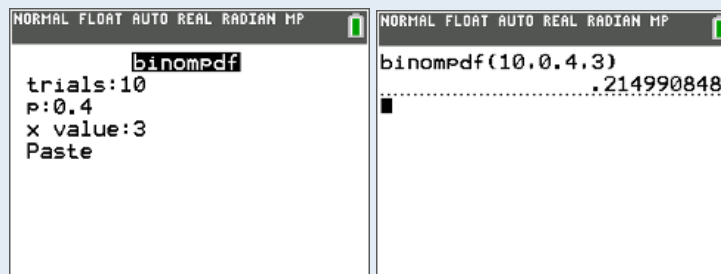 NORMAL FLOAT AUTO REAL RADIAN MP
binompdf
trials:10
p:0.4
x value:3
Paste
NORMAL FLOAT AUTO REAL RADIAN MP
binompdf(10,0.4,3)
.214990848